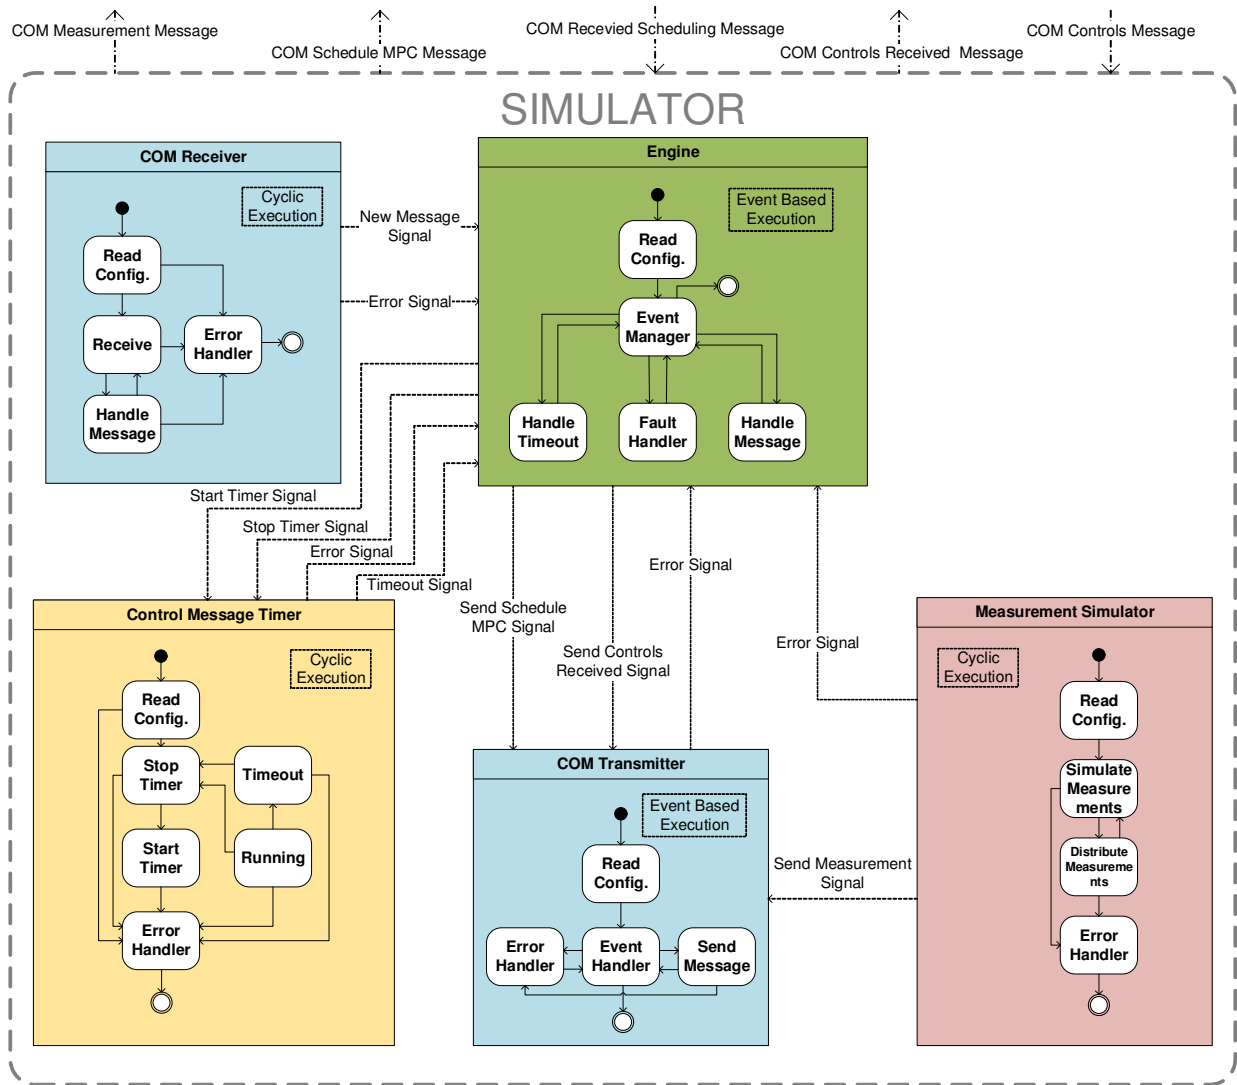 COM Measurement Message
COM Schedule MPC Message
COM Recevied Scheduling Message
COM Controls Received  Message
COM Controls Message
SIMULATOR
COM Receiver
Cyclic
Execution
Read
Config.
Receive
Error
Handler
Handle
Message
New Message
Signal
Error Signal
Engine
Event Based
Execution
Read
Config.
Event
Manager
Handle
Timeout
Fault
Handler
Handle
Message
Start Timer Signal
Stop Timer Signal
Error Signal
Timeout Signal
Send Schedule
MPC Signal
Send Controls
Received Signal
Error Signal
Error Signal
Control Message Timer
Cyclic
Execution
Read
Config.
Stop
Timer
Timeout
Start
Timer
Running
Error
Handler
COM Transmitter
Event Based
Execution
Read
Config.
Error
Handler
Event
Handler
Send
Message
Send Measurement
Signal
Measurement Simulator
Cyclic
Execution
Read
Config.
Simulate
Measure
ments
Distribute
Measureme
nts
Error
Handler